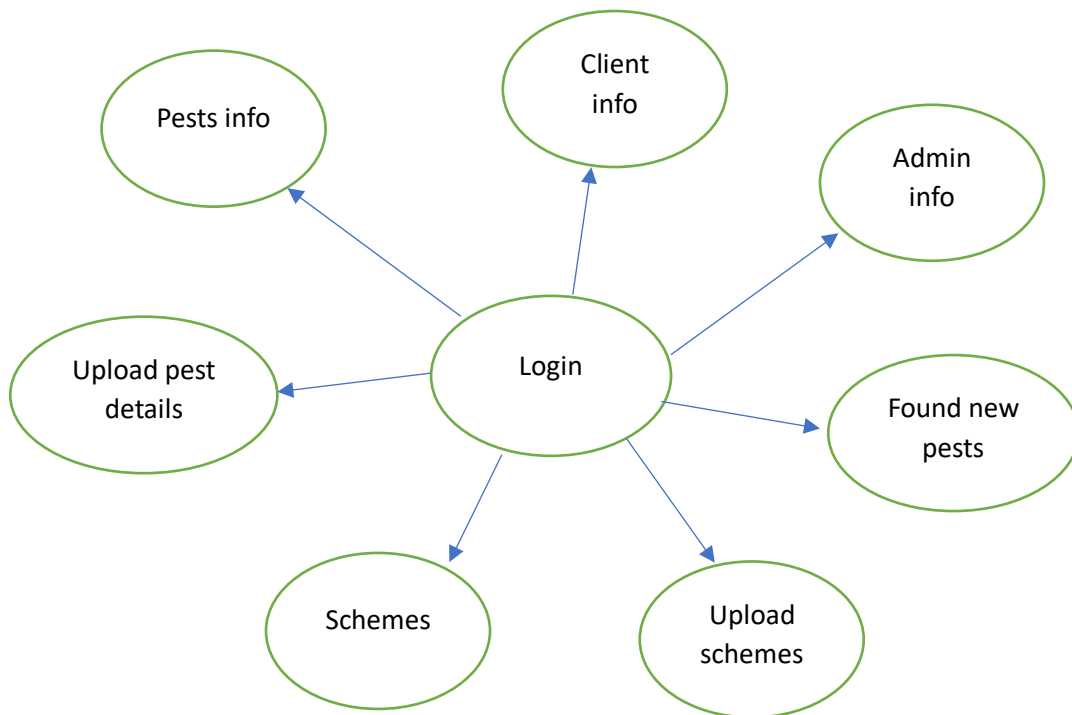 Client
info
Pests info
Admin
info
Login
Upload pest
details
Found new
pests
Schemes
Upload
schemes